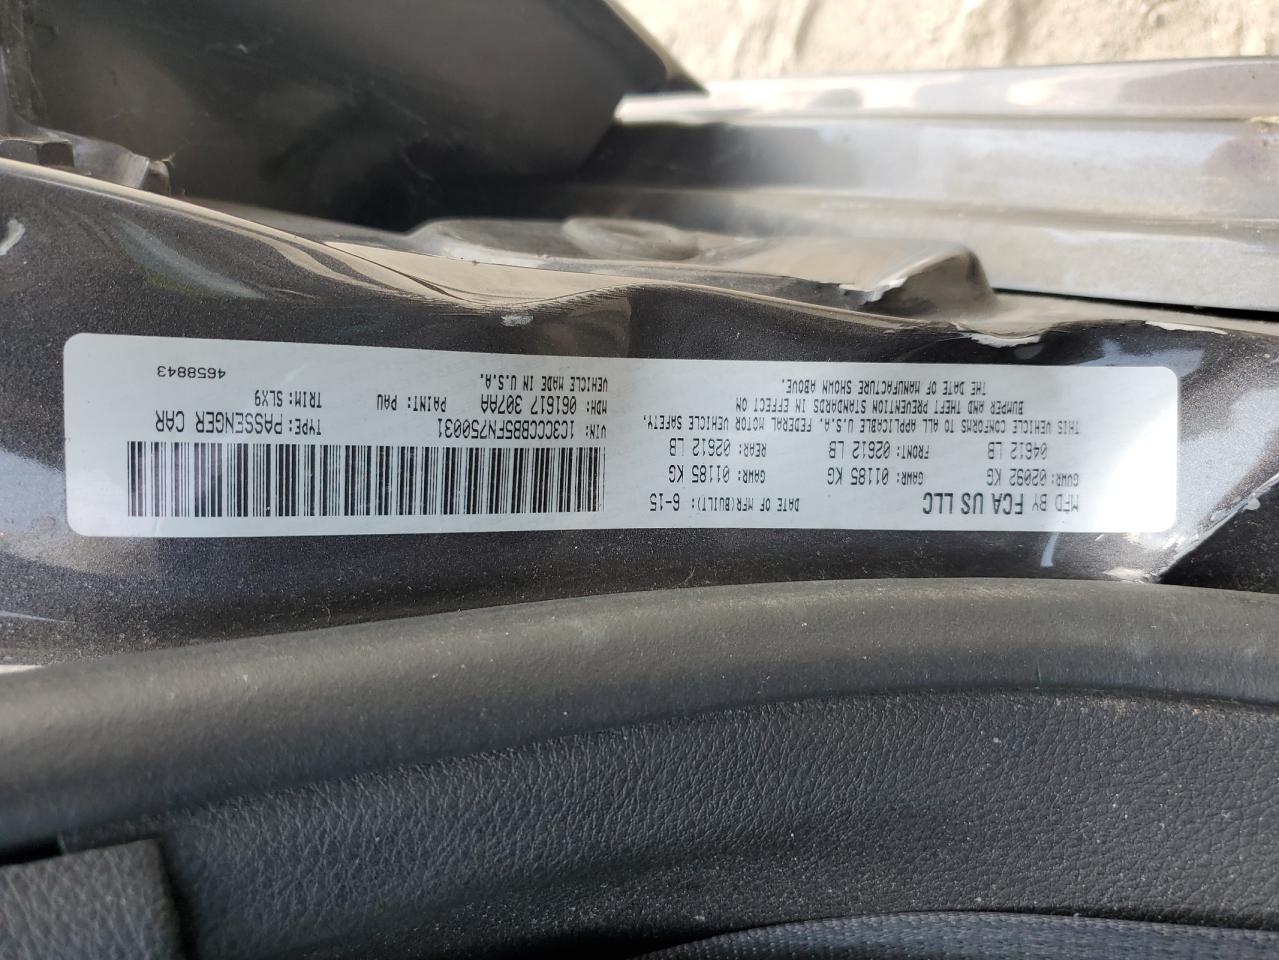 MFD BY FCA US LLC
DATE OF MFR(BUILT): 6-15
GVWR: 02092 KG
GAWR: 01185 KG
GAWR: 01185 KG
04612 LB
FRONT: 02612 LB
REAR: 02612 LB
THIS VEHICLE CONFORMS TO ALL APPLICABLE U.S.A. FEDERAL MOTOR VEHICLE SAFETY,
BUMPER AND THEFT PREVENTION STANDARDS IN EFFECT ON
THE DATE OF MANUFACTURE SHOWN ABOVE.
VIN: 1C3CCCBB5FN750031
TYPE: PASSENGER CAR
MDH: 061617 307AA
PAINT: PAU
TRIM: SLX9
VEHICLE MADE IN U.S.A.
4658843